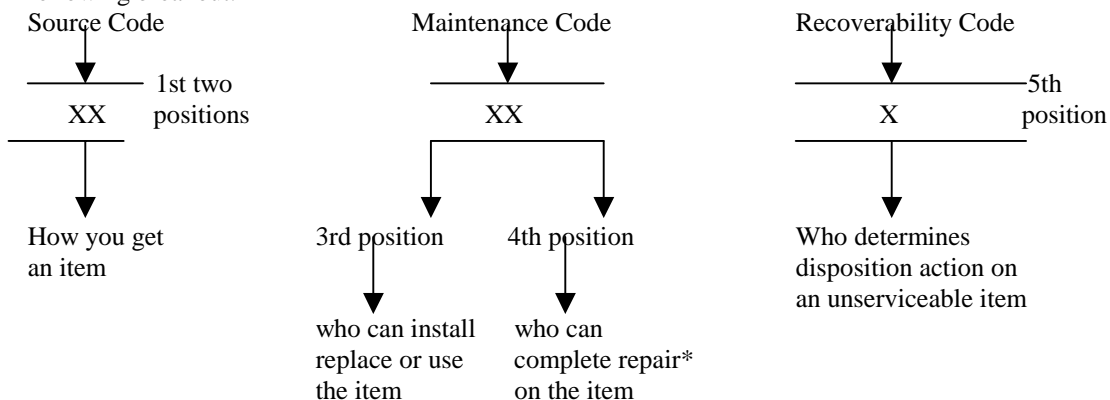 Source Code
Maintenance Code
Recoverability Code
1st two
positions
XX
XX
5th
position
X
How you get
an item
3rd position
4th position
Who determines
disposition action on
an unserviceable item
who can install
replace or use
the item
who can
complete repair*
on the item